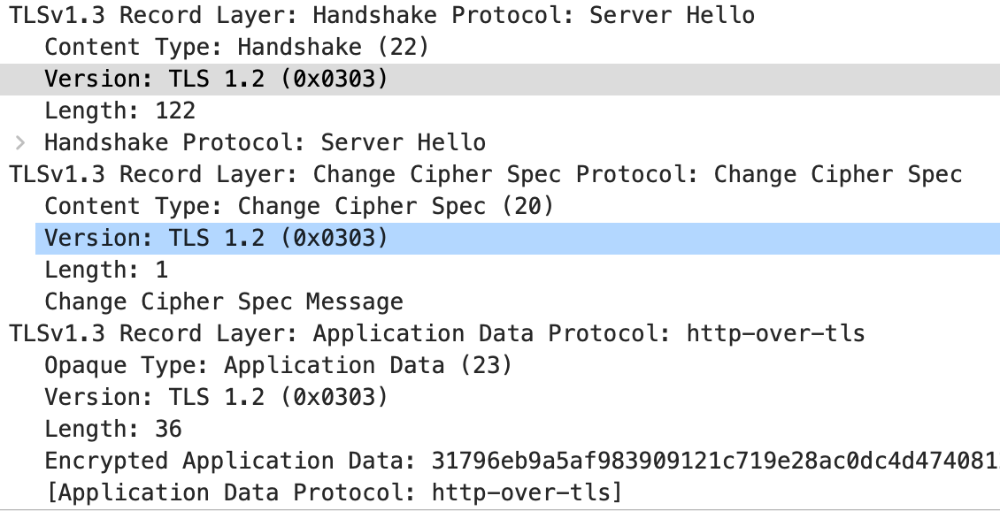 TLSv1.3 Record Layer: Handshake Protocol: Server Hello
Content Type: Handshake (22)
Version: TLS 1.2 (0x0303)
Length: 122
Handshake Protocol: Server Hello
TLSv1.3 Record Layer: Change Cipher Spec Protocol: Change Cipher Spec
Content Type: Change Cipher Spec (20)
Version: TLS 1.2 (0x0303)
Length: 1
Change Cipher Spec Message
TLSv1.3 Record Layer: Application Data Protocol: http-over-tls
Opaque Type: Application Data (23)
Version: TLS 1.2 (0x0303)
Length: 36
Encrypted Application Data: 31796eb9a5af983909121c719e28ac0dc4d474081
[Application Data Protocol: http-over-tls]